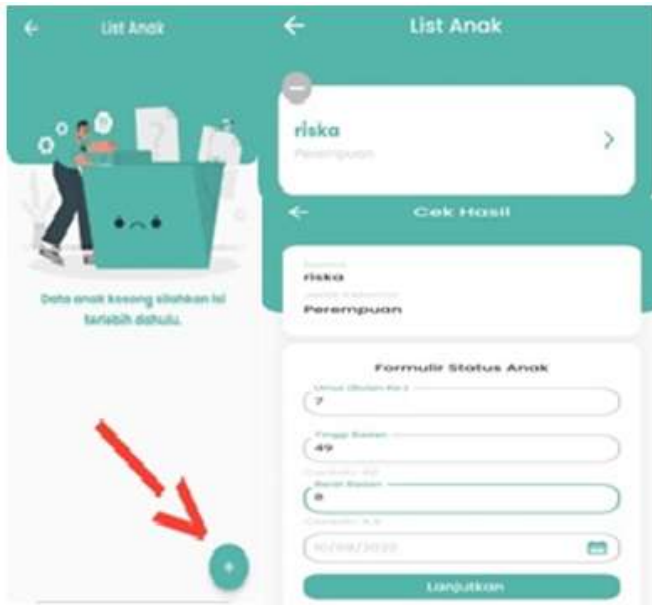 List Anak
Data anak kosong silahkan isi
terlebih dahulu.
+
List Anak
riska
Perempuan
Cek Hasil
riska
Perempuan
Formulir Status Anak
7
Tinggi Badan
49
Berat Badan
8
Lanjutkan